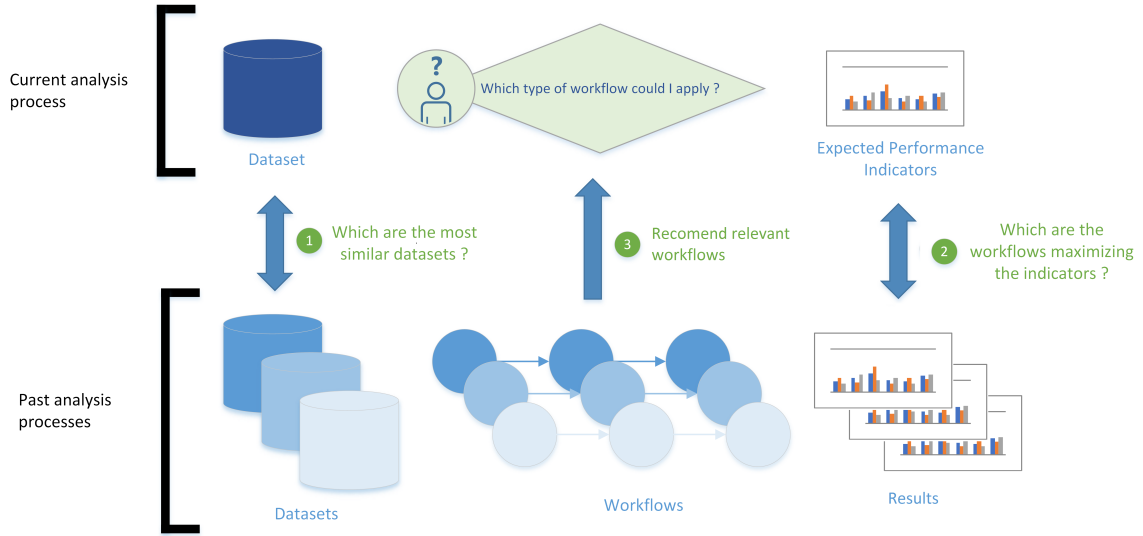 Current analysis
process
?
Which type of workflow could I apply ?
Dataset
Expected Performance
Indicators
1
Which are the most
similar datasets ?
3
Recomend relevant
workflows
2
Which are the
workflows maximizing
the indicators ?
Past analysis
processes
Datasets
Workflows
Results